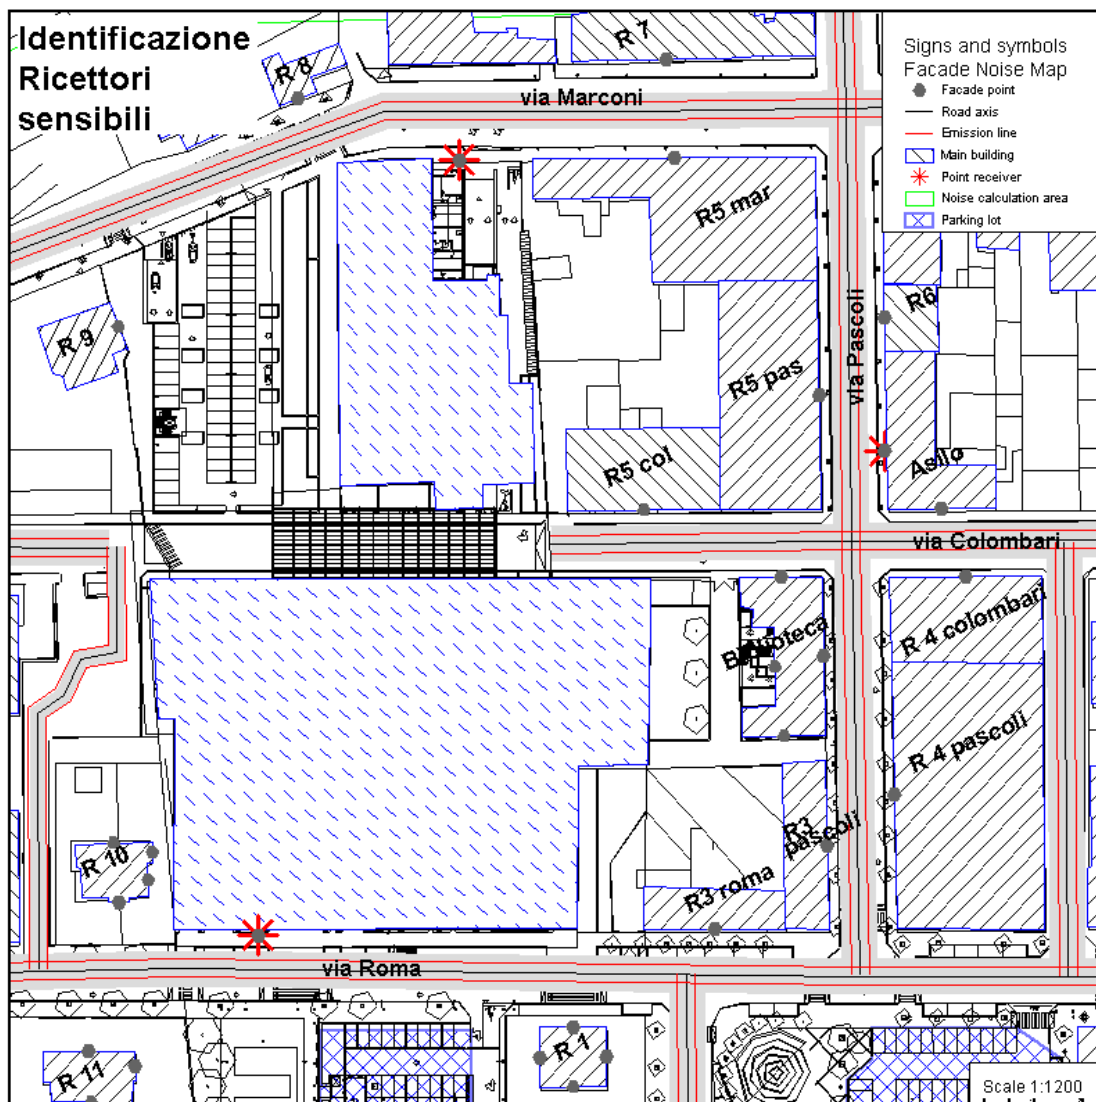 Identificazione
Ricettori
sensibili
R 7
R 8
via Marconi
Signs and symbols
Facade Noise Map
Facade point
Road axis
Emission line
Main building
Point receiver
Noise calculation area
Parking lot
R5 mar
R6
R 9
via Pascoli
R5 pas
R5 col
Asilo
via Colombari
Biblioteca
R 4 colombari
R 4 pascoli
R3
pascoli
R 10
R3 roma
via Roma
R 11
R 1
Scale 1:1200